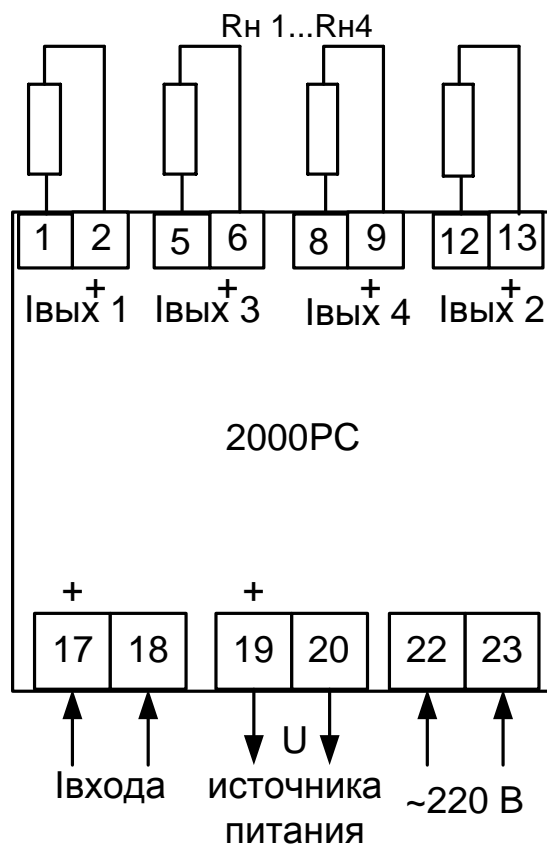 Rн 1...Rн4
1 2 5 6 8 9 12 13
+ + + +
Iвых 1 Iвых 3 Iвых 4 Iвых 2
2000РС
+ +
17 18 19 20 22 23
Iвхода U ~220 В
источника
питания